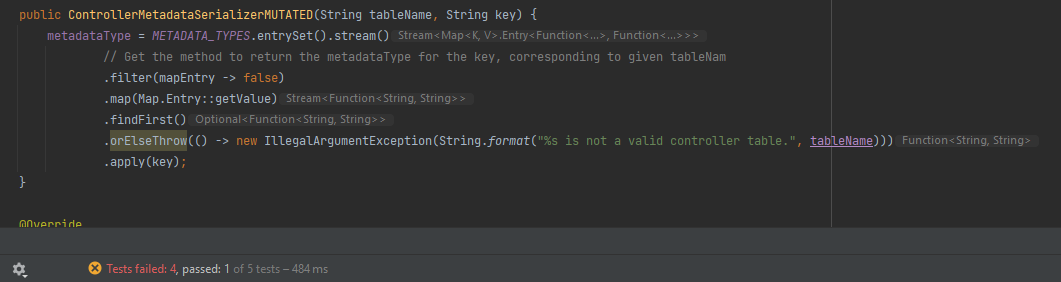 public ControllerMetadataSerializerMUTATED(String tableName, String key) {
metadataType = METADATA_TYPES.entrySet().stream() Stream<Map<K, V>.Entry<Function<...>, Function<...>>>
// Get the method to return the metadataType for the key, corresponding to given tableNam
.filter(mapEntry -> false)
.map(Map.Entry::getValue) Stream<Function<String, String>>
.findFirst() Optional<Function<String, String>>
.orElseThrow(() -> new IllegalArgumentException(String.format("%s is not a valid controller table.", tableName))) Function<String, String>
.apply(key);
}
@Override
Tests failed: 4, passed: 1 of 5 tests – 484 ms